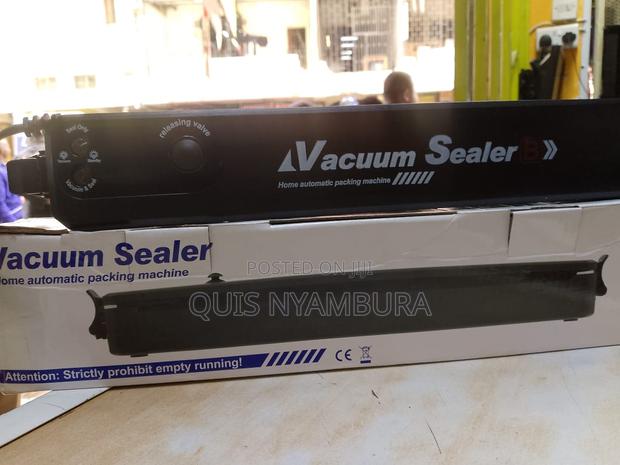 Seal Only
Vacuum & Seal
releasing valve
Vacuum Sealer B
Home automatic packing machine
Vacuum Sealer
Home automatic packing machine
POSTED ON JIJI
QUIS NYAMBURA
Attention: Strictly prohibit empty running!
CE